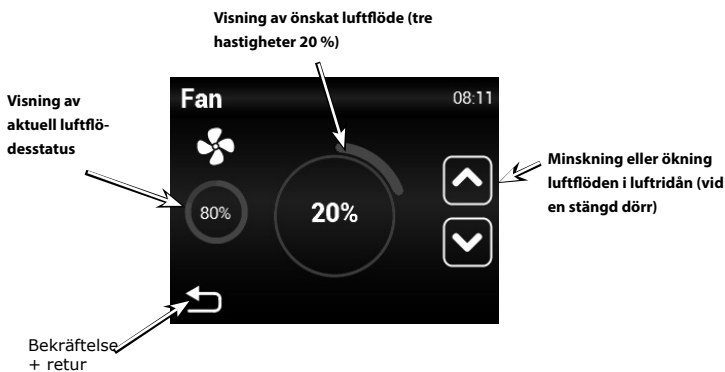 Visning av önskat luftflöde (tre
hastigheter 20 %)
Visning av
aktuell luftflö-
desstatus
Fan
08:11
80%
20%
Minskning eller ökning
luftflöden i luftridån (vid
en stängd dörr)
Bekräftelse
+ retur